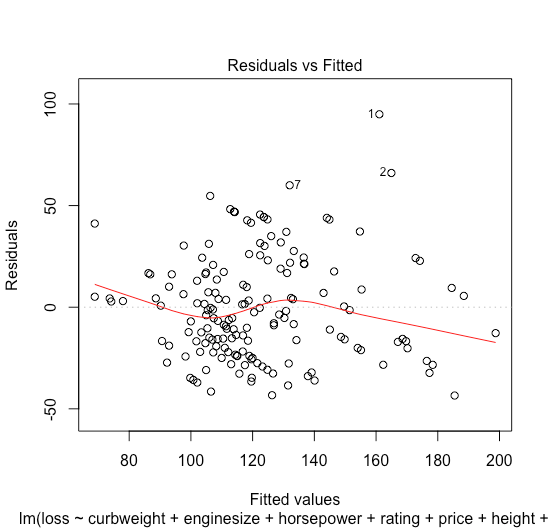 Residuals vs Fitted
100
50
0
-50
Residuals
1
2
7
80 100 120 140 160 180 200
Fitted values
lm(loss ~ curbweight + enginesize + horsepower + rating + price + height +